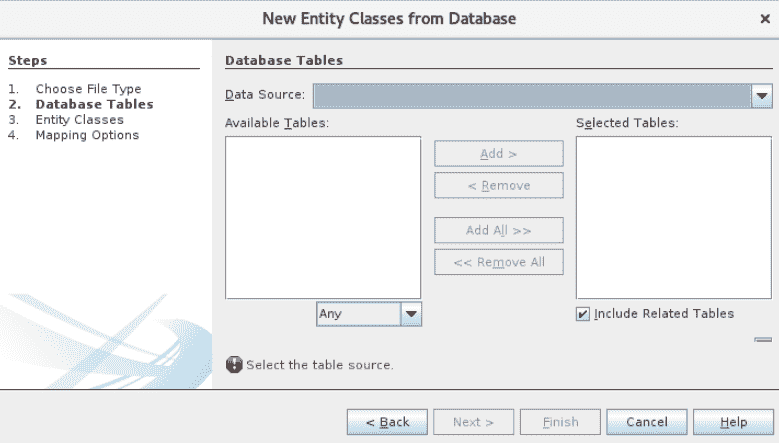 New Entity Classes from Database
Steps
1. Choose File Type
2. Database Tables
3. Entity Classes
4. Mapping Options
Database Tables
Data Source:
Available Tables:
Selected Tables:
Add >
< Remove
Add All >>
<< Remove All
Any
Include Related Tables
Select the table source.
< Back
Next >
Finish
Cancel
Help